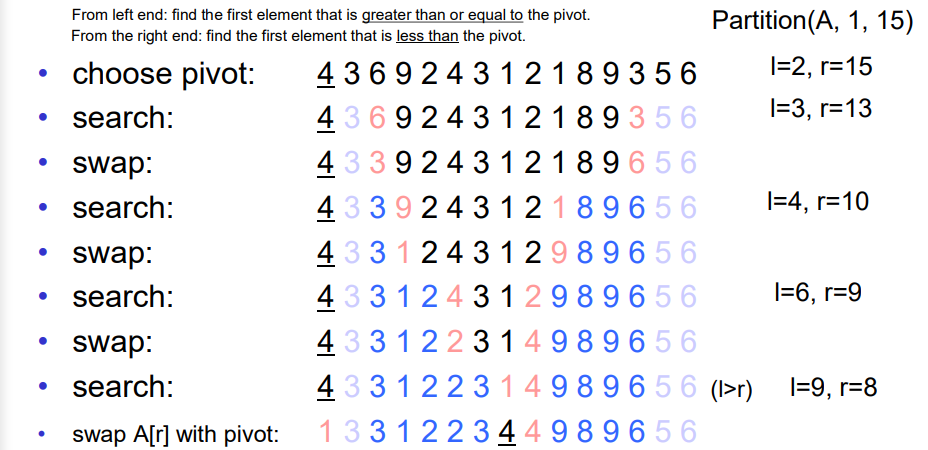 From left end: find the first element that is greater than or equal to the pivot.
From the right end: find the first element that is less than the pivot.
Partition(A, 1, 15)
• choose pivot: 4 3 6 9 2 4 3 1 2 1 8 9 3 5 6 l=2, r=15
• search: 4 3 6 9 2 4 3 1 2 1 8 9 3 5 6 l=3, r=13
• swap: 4 3 3 9 2 4 3 1 2 1 8 9 6 5 6
• search: 4 3 3 9 2 4 3 1 2 1 8 9 6 5 6 l=4, r=10
• swap: 4 3 3 1 2 4 3 1 2 9 8 9 6 5 6
• search: 4 3 3 1 2 4 3 1 2 9 8 9 6 5 6 l=6, r=9
• swap: 4 3 3 1 2 2 3 1 4 9 8 9 6 5 6
• search: 4 3 3 1 2 2 3 1 4 9 8 9 6 5 6 (l>r) l=9, r=8
• swap A[r] with pivot: 1 3 3 1 2 2 3 4 4 9 8 9 6 5 6